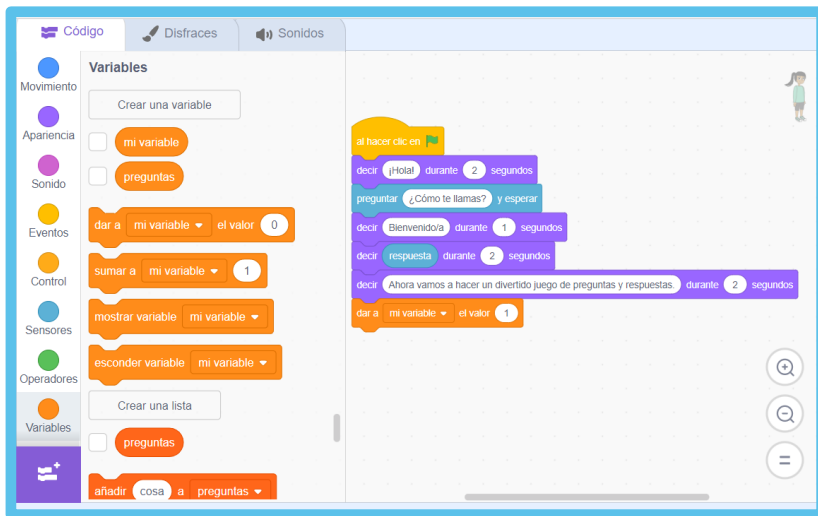 Código
Disfraces
Sonidos
Movimiento
Apariencia
Sonido
Eventos
Control
Sensores
Operadores
Variables
Variables
Crear una variable
mi variable
preguntas
dar a mi variable el valor 0
sumar a mi variable 1
mostrar variable mi variable
esconder variable mi variable
Crear una lista
preguntas
añadir cosa a preguntas
al hacer clic en
decir ¡Hola! durante 2 segundos
preguntar ¿Cómo te llamas? y esperar
decir Bienvenido/a durante 1 segundos
decir respuesta durante 2 segundos
decir Ahora vamos a hacer un divertido juego de preguntas y respuestas. durante 2 segundos
dar a mi variable el valor 1